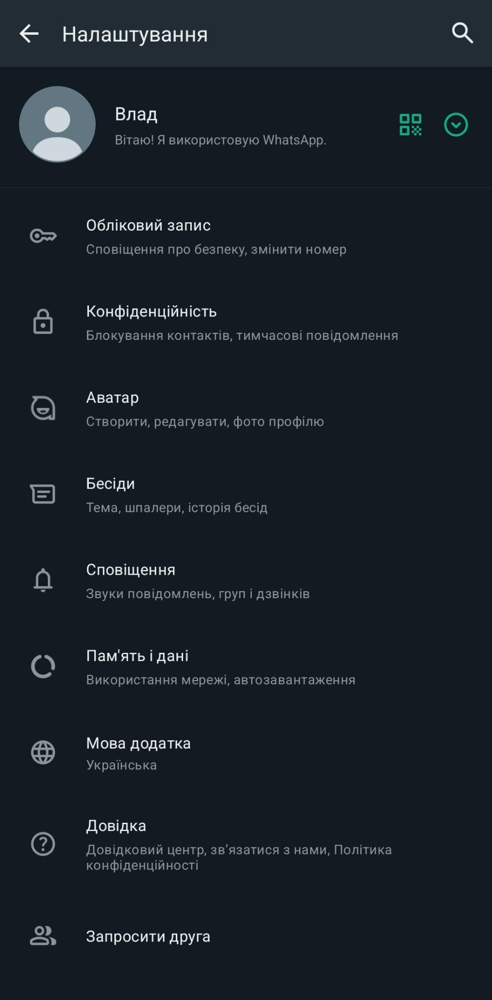 Налаштування
Влад
Вітаю! Я використовую WhatsApp.
Обліковий запис
Сповіщення про безпеку, змінити номер
Конфіденційність
Блокування контактів, тимчасові повідомлення
Аватар
Створити, редагувати, фото профілю
Бесіди
Тема, шпалери, історія бесід
Сповіщення
Звуки повідомлень, груп і дзвінків
Пам'ять і дані
Використання мережі, автозавантаження
Мова додатка
Українська
Довідка
Довідковий центр, зв’язатися з нами, Політика
конфіденційності
Запросити друга